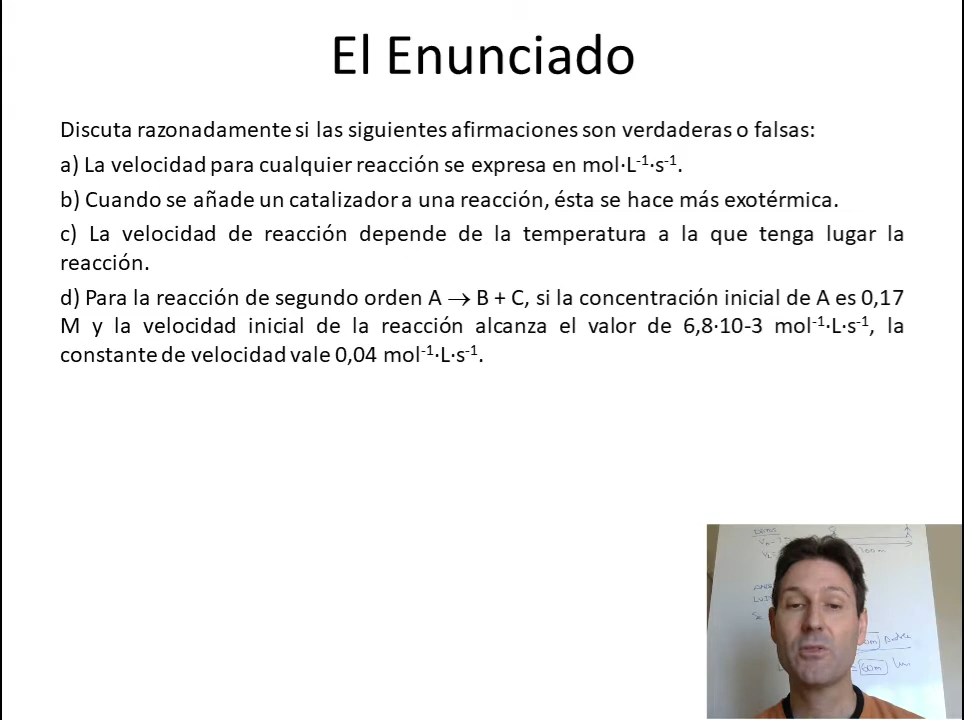 El Enunciado
Discuta razonadamente si las siguientes afirmaciones son verdaderas o falsas:
a) La velocidad para cualquier reacción se expresa en mol·L⁻¹·s⁻¹.
b) Cuando se añade un catalizador a una reacción, ésta se hace más exotérmica.
c) La velocidad de reacción depende de la temperatura a la que tenga lugar la
reacción.
d) Para la reacción de segundo orden A → B + C, si la concentración inicial de A es 0,17
M y la velocidad inicial de la reacción alcanza el valor de 6,8·10-3 mol⁻¹·L·s⁻¹, la
constante de velocidad vale 0,04 mol⁻¹·L·s⁻¹.
100 m
60m